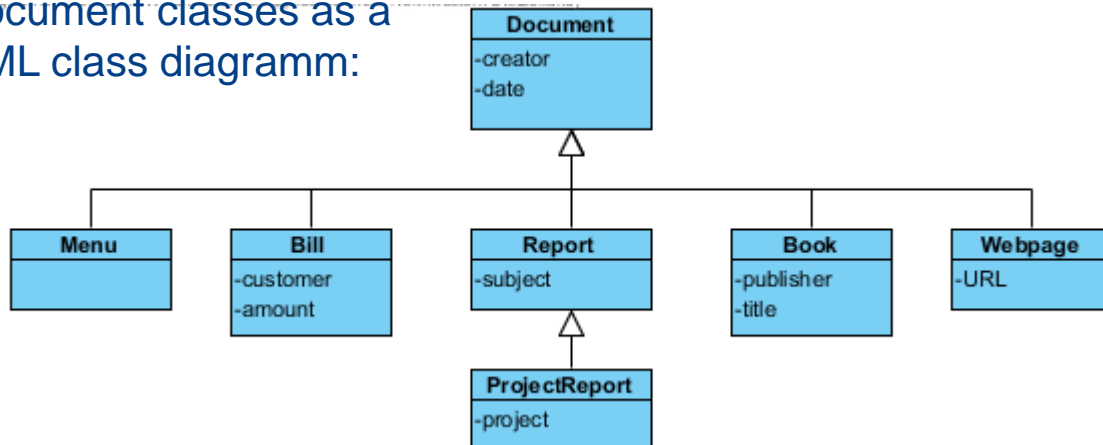 ocument classes as a
ML class diagramm:
Document
-creator
-date
Menu
Bill
-customer
-amount
Report
-subject
Book
-publisher
-title
Webpage
-URL
ProjectReport
-project